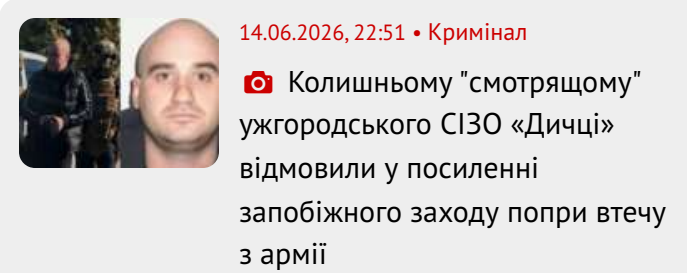 14.06.2026, 22:51 • Кримінал
Колишньому "смотрящому"
ужгородського СІЗО «Дичці»
відмовили у посиленні
запобіжного заходу попри втечу
з армії